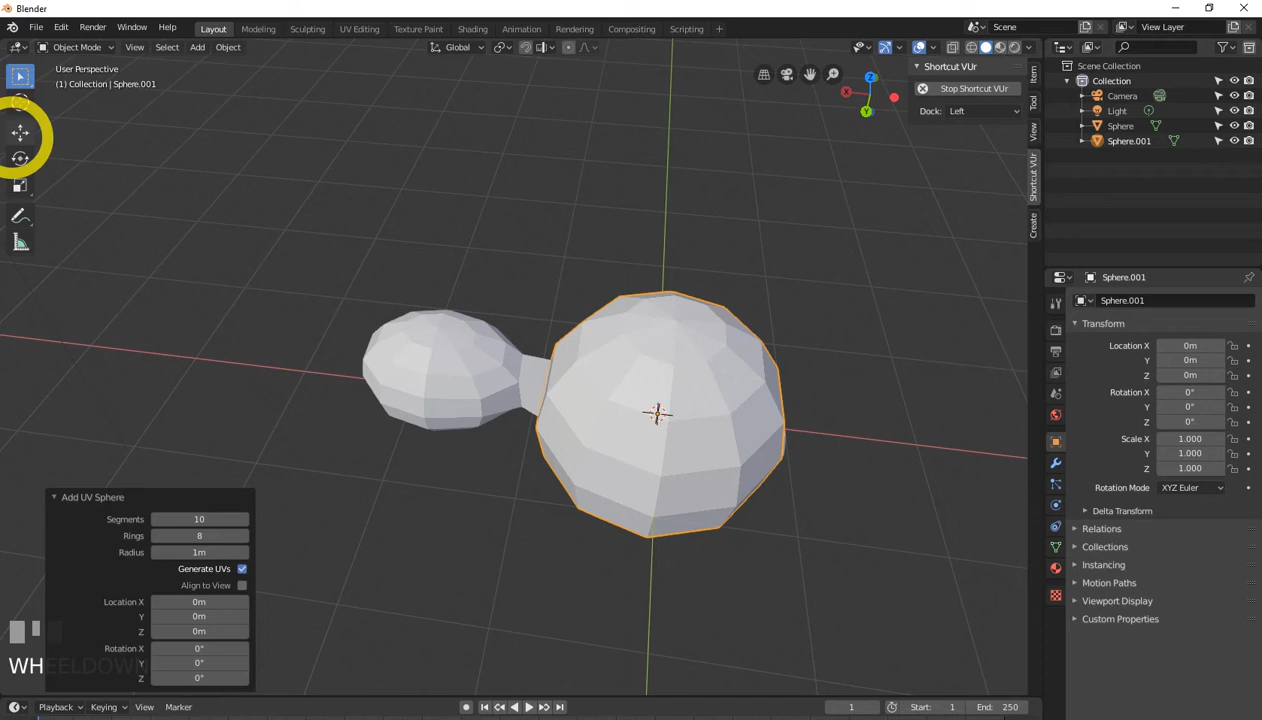 Blender
File Edit Render Window Help Layout Modeling Sculpting UV Editing Texture Paint Shading Animation Rendering Compositing Scripting + Scene View Layer
Object Mode View Select Add Object Global
User Perspective
(1) Collection | Sphere.001
Shortcut VUr
Stop Shortcut VUr
Dock: Left
Item
Tool
View
Shortcut VUr
Create
X
Y
Z
Scene Collection
Collection
Camera
Light
Sphere
Sphere.001
Sphere.001
Sphere.001
Transform
Location X 0m
Y 0m
Z 0m
Rotation X 0°
Y 0°
Z 0°
Scale X 1.000
Y 1.000
Z 1.000
Rotation Mode XYZ Euler
Delta Transform
Relations
Collections
Instancing
Motion Paths
Viewport Display
Custom Properties
Add UV Sphere
Segments 10
Rings 8
Radius 1m
Generate UVs
Align to View
Location X 0m
Y 0m
Z 0m
Rotation X 0°
Y 0°
Z 0°
WHEELDOWN
Playback Keying View Marker 1 Start: 1 End: 250